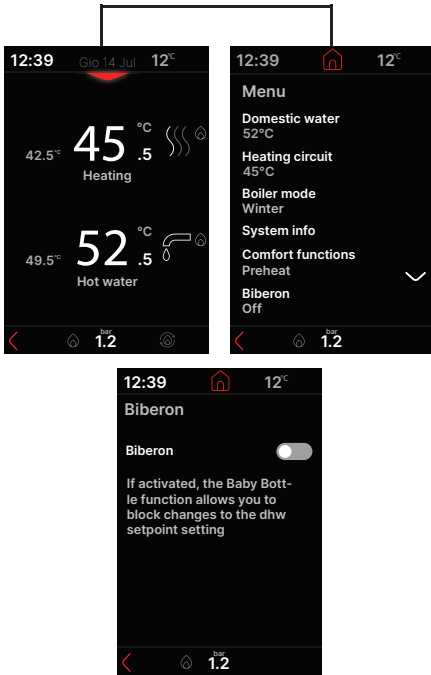 12:39 Gio 14 Jul 12°C
45 °C .5
42.5°C
Heating
52 °C .5
49.5°C
Hot water
bar
1.2
12:39 12°C
Menu
Domestic water
52°C
Heating circuit
45°C
Boiler mode
Winter
System info
Comfort functions
Preheat
Biberon
Off
bar
1.2
12:39 12°C
Biberon
Biberon
If activated, the Baby Bott-
le function allows you to
block changes to the dhw
setpoint setting
bar
1.2